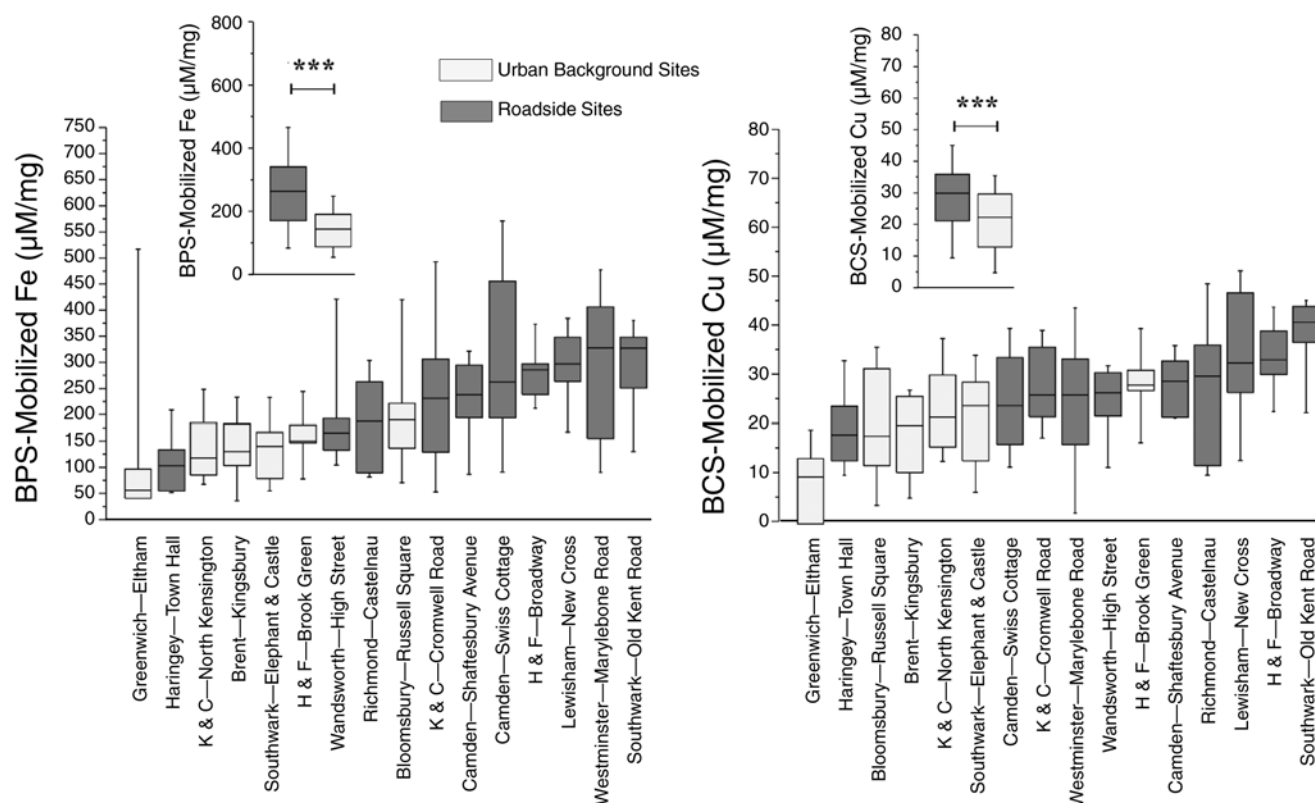 BPS-Mobilized Fe (µM/mg)
800
600
400
200
0
***
Urban Background Sites
Roadside Sites
BPS-Mobilized Fe (µM/mg)
750
700
650
600
550
500
450
400
350
300
250
200
150
100
50
0
Greenwich—Eltham
Haringey—Town Hall
K & C—North Kensington
Brent—Kingsbury
Southwark—Elephant & Castle
H & F—Brook Green
Wandsworth—High Street
Richmond—Castelnau
Bloomsbury—Russell Square
K & C—Cromwell Road
Camden—Shaftesbury Avenue
Camden—Swiss Cottage
H & F—Broadway
Lewisham—New Cross
Westminster—Marylebone Road
Southwark—Old Kent Road
BCS-Mobilized Cu (µM/mg)
80
70
60
50
40
30
20
10
0
***
BCS-Mobilized Cu (µM/mg)
80
70
60
50
40
30
20
10
0
Greenwich—Eltham
Haringey—Town Hall
Bloomsbury—Russell Square
Brent—Kingsbury
K & C—North Kensington
Southwark—Elephant & Castle
Camden—Swiss Cottage
K & C—Cromwell Road
Westminster—Marylebone Road
Wandsworth—High Street
H & F—Brook Green
Camden—Shaftesbury Avenue
Richmond—Castelnau
Lewisham—New Cross
H & F—Broadway
Southwark—Old Kent Road